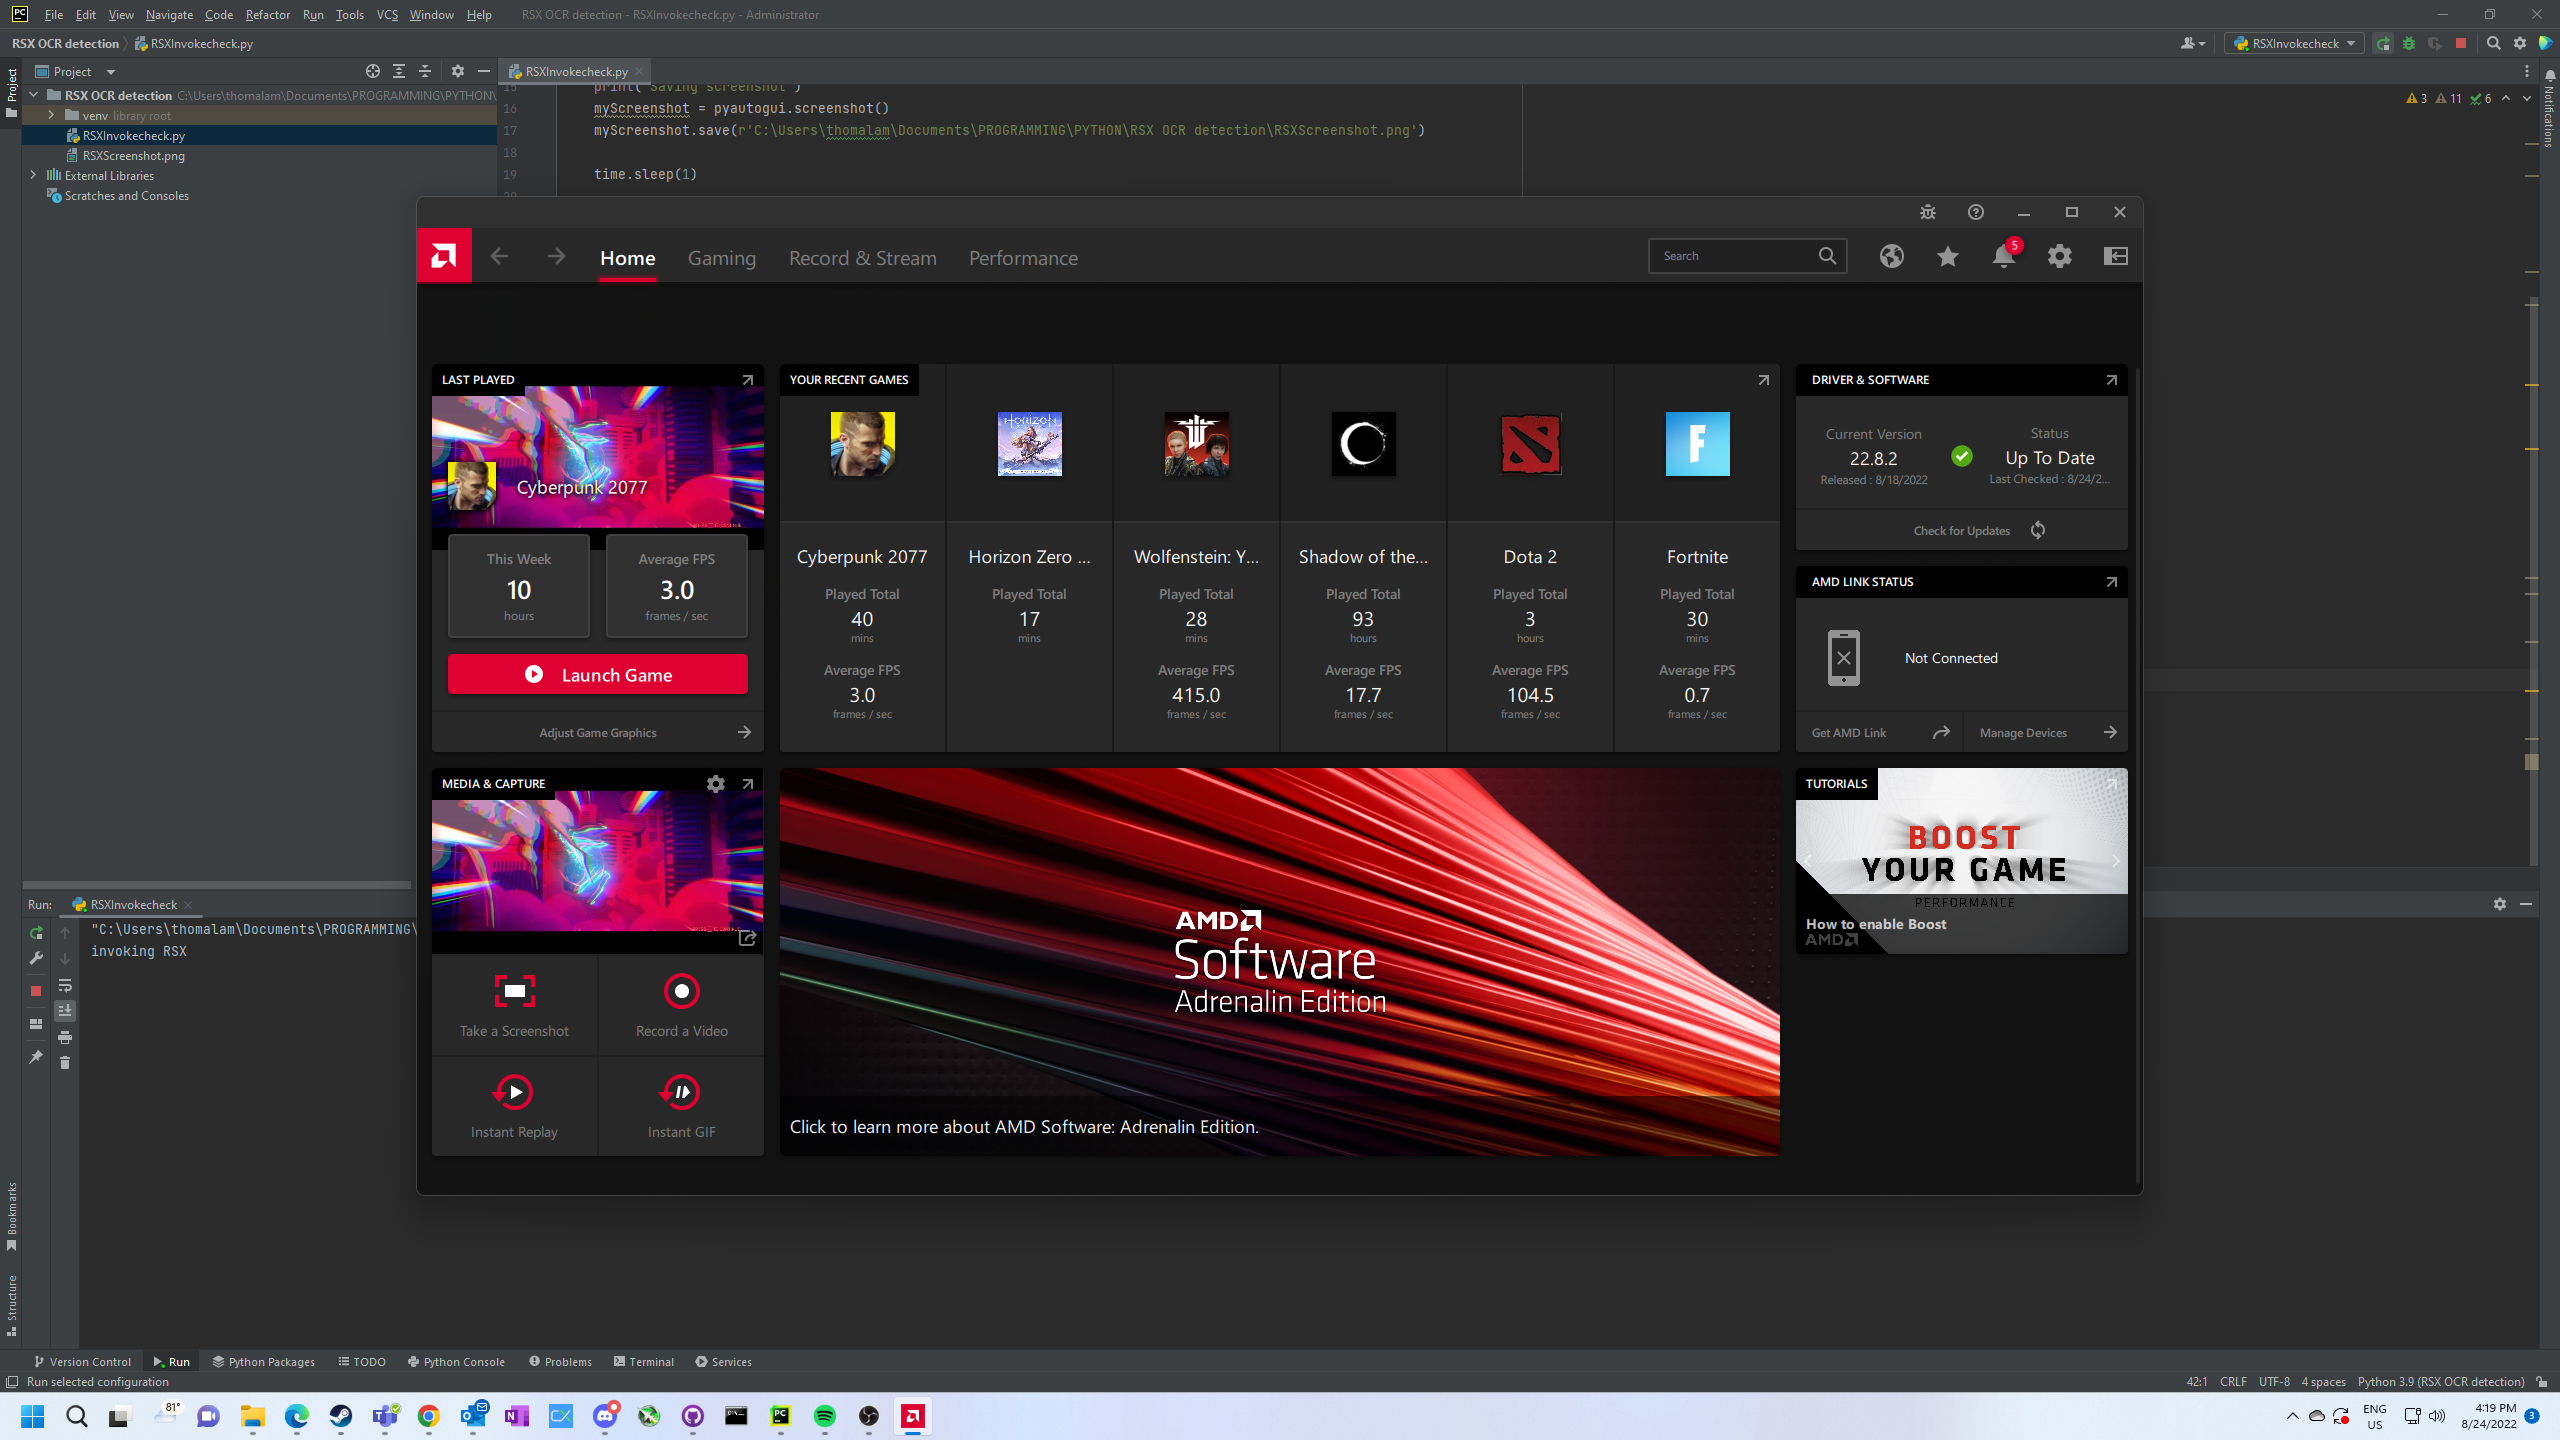 File Edit View Navigate Code Refactor Run Tools VCS Window Help RSX OCR detection - RSXInvokecheck.py - Administrator
RSX OCR detection RSXInvokecheck.py RSXInvokecheck
Project RSXInvokecheck.py
Project
Notifications
RSX OCR detection C:\Users\thomalam\Documents\PROGRAMMING\PYTHON\
venv library root
RSXInvokecheck.py
RSXScreenshot.png
External Libraries
Scratches and Consoles
15 print("Saving screenshot")
16 myScreenshot = pyautogui.screenshot()
17 myScreenshot.save(r'C:\Users\thomalam\Documents\PROGRAMMING\PYTHON\RSX OCR detection\RSXScreenshot.png')
18
19 time.sleep(1)
3 11 6
Home Gaming Record & Stream Performance
Search
5
LAST PLAYED
Cyberpunk 2077
This Week
10
hours
Average FPS
3.0
frames / sec
Launch Game
Adjust Game Graphics
YOUR RECENT GAMES
HORIZON
F
Cyberpunk 2077
Played Total
40
mins
Average FPS
3.0
frames / sec
Horizon Zero ...
Played Total
17
mins
Wolfenstein: Y...
Played Total
28
mins
Average FPS
415.0
frames / sec
Shadow of the...
Played Total
93
hours
Average FPS
17.7
frames / sec
Dota 2
Played Total
3
hours
Average FPS
104.5
frames / sec
Fortnite
Played Total
30
mins
Average FPS
0.7
frames / sec
DRIVER & SOFTWARE
Current Version
22.8.2
Released : 8/18/2022
Status
Up To Date
Last Checked : 8/24/2...
Check for Updates
AMD LINK STATUS
Not Connected
Get AMD Link
Manage Devices
MEDIA & CAPTURE
Take a Screenshot
Record a Video
Instant Replay
Instant GIF
AMD
Software
Adrenalin Edition
Click to learn more about AMD Software: Adrenalin Edition.
TUTORIALS
BOOST
YOUR GAME
PERFORMANCE
How to enable Boost
AMD
Run: RSXInvokecheck
"C:\Users\thomalam\Documents\PROGRAMMING\
invoking RSX
Bookmarks
Structure
Version Control Run Python Packages TODO Python Console Problems Terminal Services
Run selected configuration
42:1 CRLF UTF-8 4 spaces Python 3.9 (RSX OCR detection)
81°
ENG
US
4:19 PM
8/24/2022
3